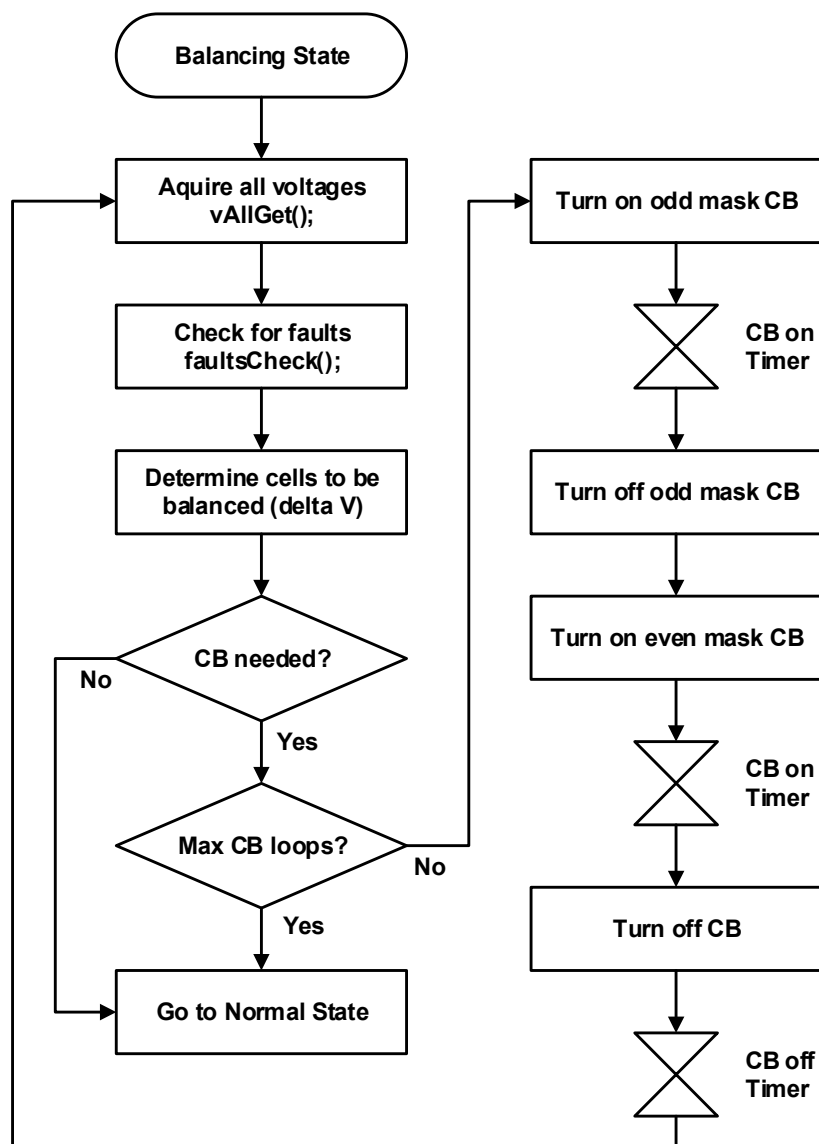 Balancing State
Aquire all voltages
vAllGet();
Check for faults
faultsCheck();
Determine cells to be
balanced (delta V)
CB needed?
No
Yes
Max CB loops?
No
Yes
Go to Normal State
Turn on odd mask CB
CB on
Timer
Turn off odd mask CB
Turn on even mask CB
CB on
Timer
Turn off CB
CB off
Timer